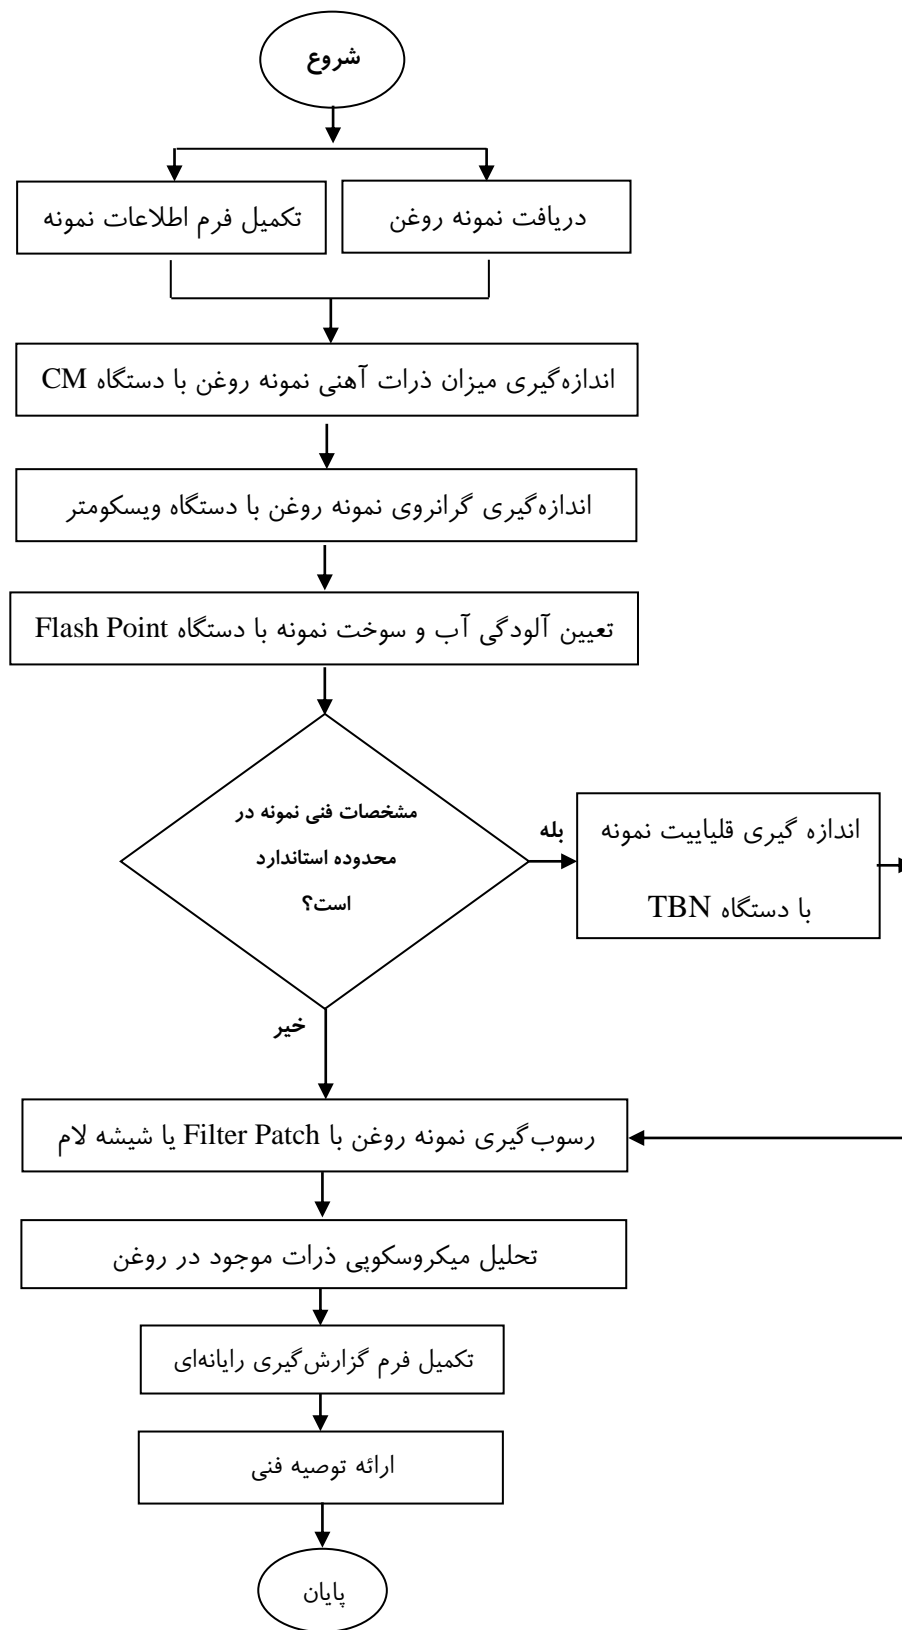 شروع
دریافت نمونه روغن
تکمیل فرم اطلاعات نمونه
اندازه‌گیری میزان ذرات آهنی نمونه روغن با دستگاه CM
اندازه‌گیری گرانروی نمونه روغن با دستگاه ویسکومتر
تعیین آلودگی آب و سوخت نمونه با دستگاه Flash Point
مشخصات فنی نمونه در
محدوده استاندارد
است؟
بله
اندازه گیری قلیاییت نمونه
با دستگاه TBN
خیر
رسوب‌گیری نمونه روغن با Filter Patch یا شیشه لام
تحلیل میکروسکوپی ذرات موجود در روغن
تکمیل فرم گزارش‌گیری رایانه‌ای
ارائه توصیه فنی
پایان